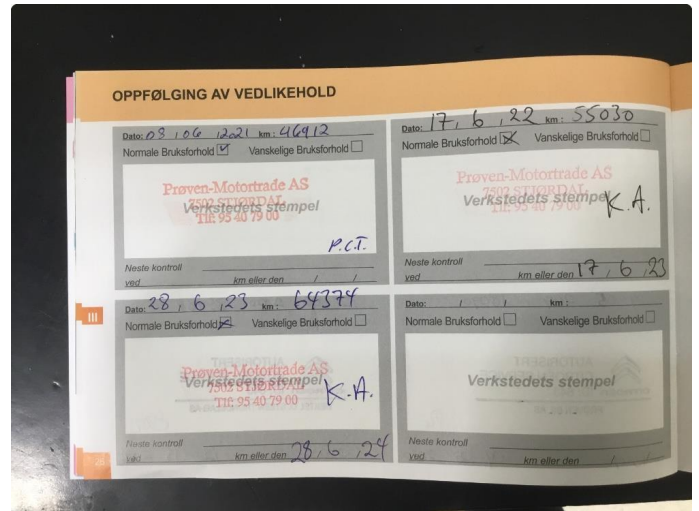 OPPFØLGING AV VEDLIKEHOLD
Dato: 08 / 06 / 2021 km : 46912
Normale Bruksforhold Vanskelige Bruksforhold
Prøven-Motortrade AS
7502 STJØRDAL
Verkstedets stempel
Tlf: 95 40 79 00
P.C.T.
Neste kontroll
ved km eller den / /
Dato: 17, 6, 22 km: 55030
Normale Bruksforhold Vanskelige Bruksforhold
Prøven-Motortrade AS
7502 STJØRDAL
Verkstedets stempel
Tlf: 95 40 79 00
K.A.
Neste kontroll
ved km eller den 17, 6, 23
III
Dato: 28, 6, 23 km: 64374
Normale Bruksforhold Vanskelige Bruksforhold
Prøven-Motortrade AS
Verkstedets stempel
7502 STJØRDAL
Tlf: 95 40 79 00
K.A.
Neste kontroll
ved km eller den 28, 6, 24
Dato: / / km :
Normale Bruksforhold Vanskelige Bruksforhold
Verkstedets stempel
Neste kontroll
ved km eller den / /